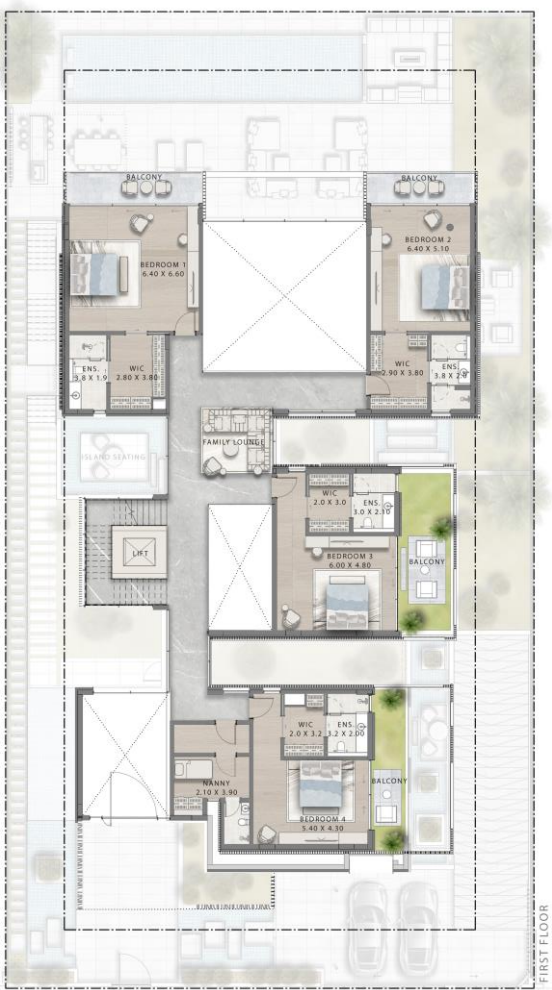 BALCONY
BALCONY
BEDROOM 1
6.40 X 6.60
BEDROOM 2
6.40 X 5.10
ENS.
3.8 X 1.9
WIC
2.80 X 3.80
WIC
2.90 X 3.80
ENS.
3.8 X 2.
FAMILY LOUNGE
ISLAND SEATING
WIC
2.0 X 3.0
ENS.
3.0 X 2.10
LIFT
BEDROOM 3
6.00 X 4.80
BALCONY
WIC
2.0 X 3.2
ENS.
3.2 X 2.00
NANNY
2.10 X 3.90
BALCONY
BEDROOM 4
5.40 X 4.30
FIRST FLOOR